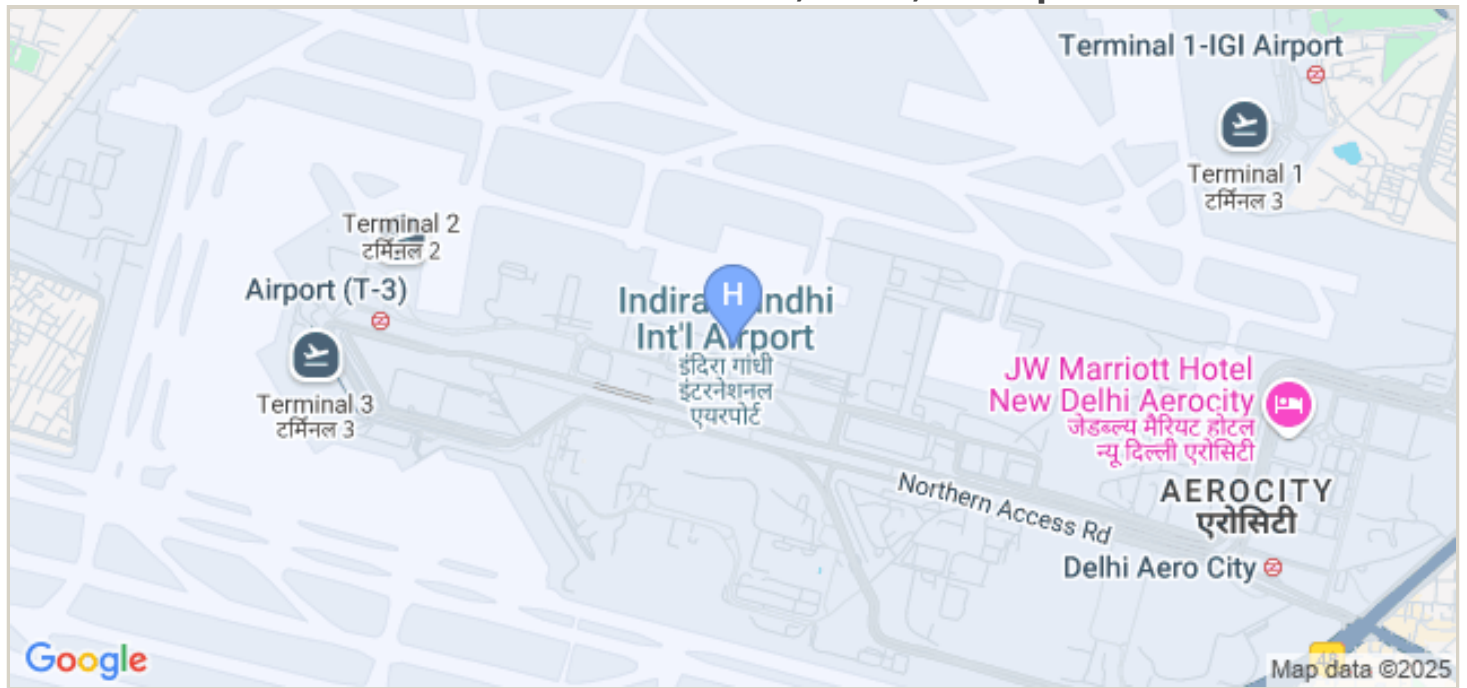 Terminal 1-IGI Airport
Terminal 1
टर्मिनल 3
Terminal 2
टर्मिनल 2
Airport (T-3)
Terminal 3
टर्मिनल 3
H
Indira Gandhi
Int'l Airport
इंदिरा गांधी
इंटरनेशनल
एयरपोर्ट
JW Marriott Hotel
New Delhi Aerocity
जेडब्ल्य मैरियट होटल
न्यू दिल्ली एरोसिटी
Northern Access Rd
AEROCITY
एरोसिटी
Delhi Aero City
48
Google
Map data ©2025